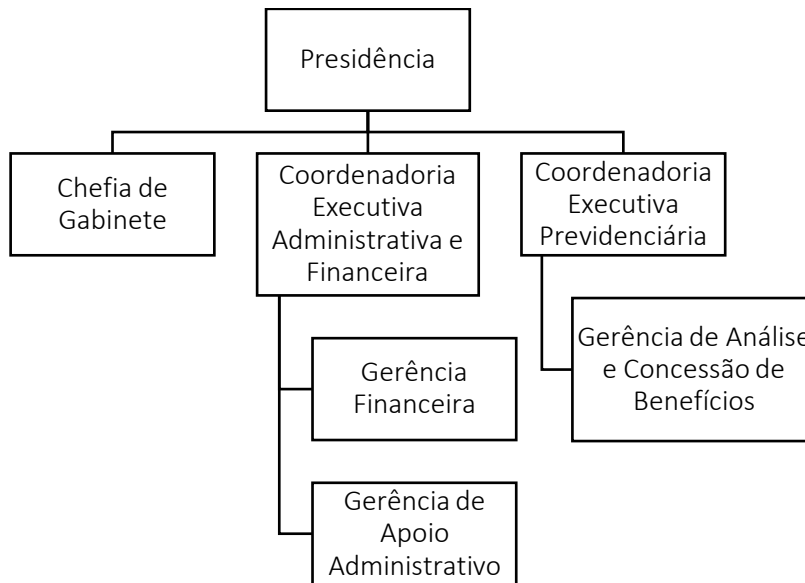 Presidência
Chefia de
Gabinete
Coordenadoria
Executiva
Administrativa e
Financeira
Coordenadoria
Executiva
Previdenciária
Gerência
Financeira
Gerência de
Apoio
Administrativo
Gerência de Análise
e Concessão de
Benefícios